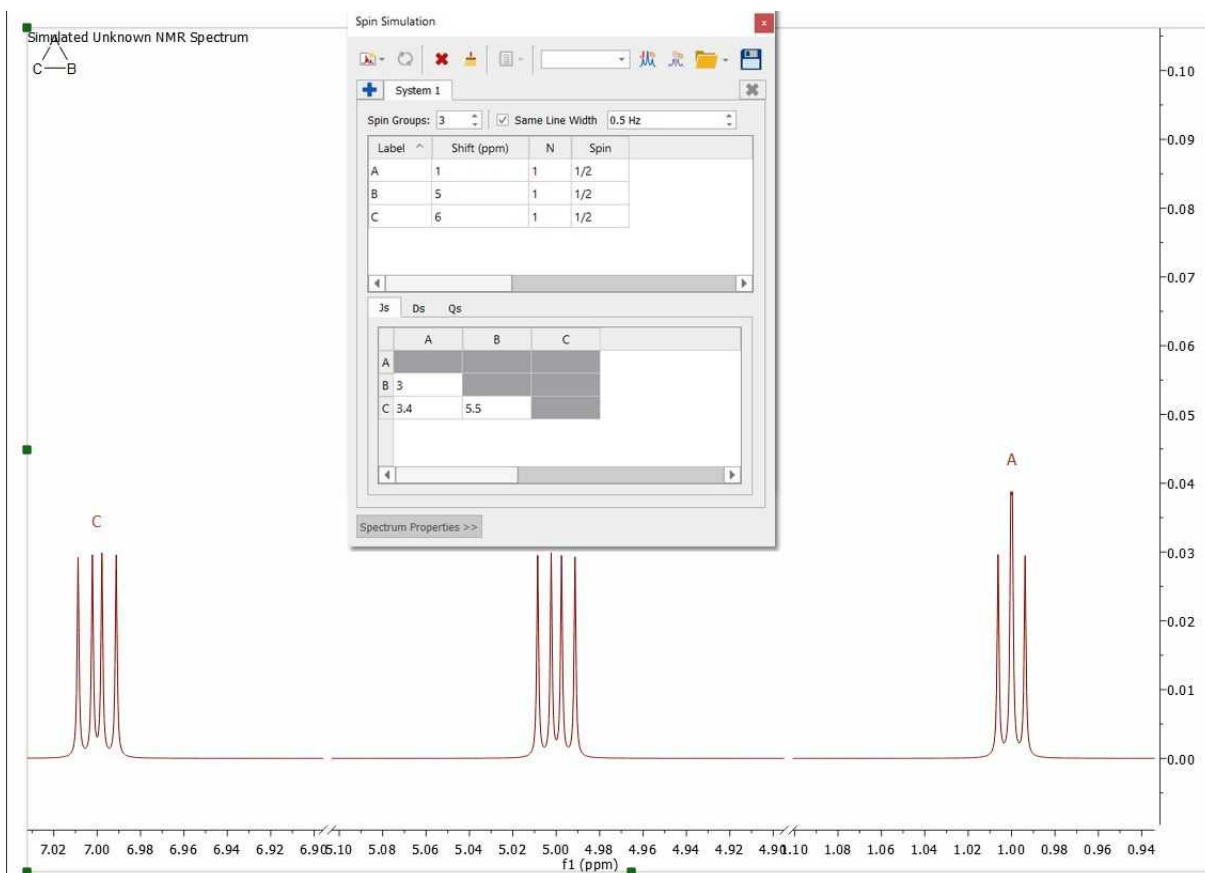 Spin Simulation
Simulated Unknown NMR Spectrum
A
C B
System 1
Spin Groups: 3 Same Line Width 0.5 Hz
Label Shift (ppm) N Spin
A 1 1 1/2
B 5 1 1/2
C 6 1 1/2
Js Ds Qs
A B C
A
B 3
C 3.4 5.5
Spectrum Properties >>
C
A
0.10
0.09
0.08
0.07
0.06
0.05
0.04
0.03
0.02
0.01
0.00
7.02 7.00 6.98 6.96 6.94 6.92 6.90 5.10 5.08 5.06 5.04 5.02 5.00 4.98 4.96 4.94 4.92 4.90 1.10 1.08 1.06 1.04 1.02 1.00 0.98 0.96 0.94
f1 (ppm)